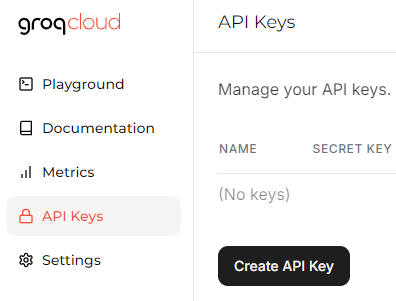 groqcloud
Playground
Documentation
Metrics
API Keys
Settings
API Keys
Manage your API keys.
NAME SECRET KEY
(No keys)
Create API Key